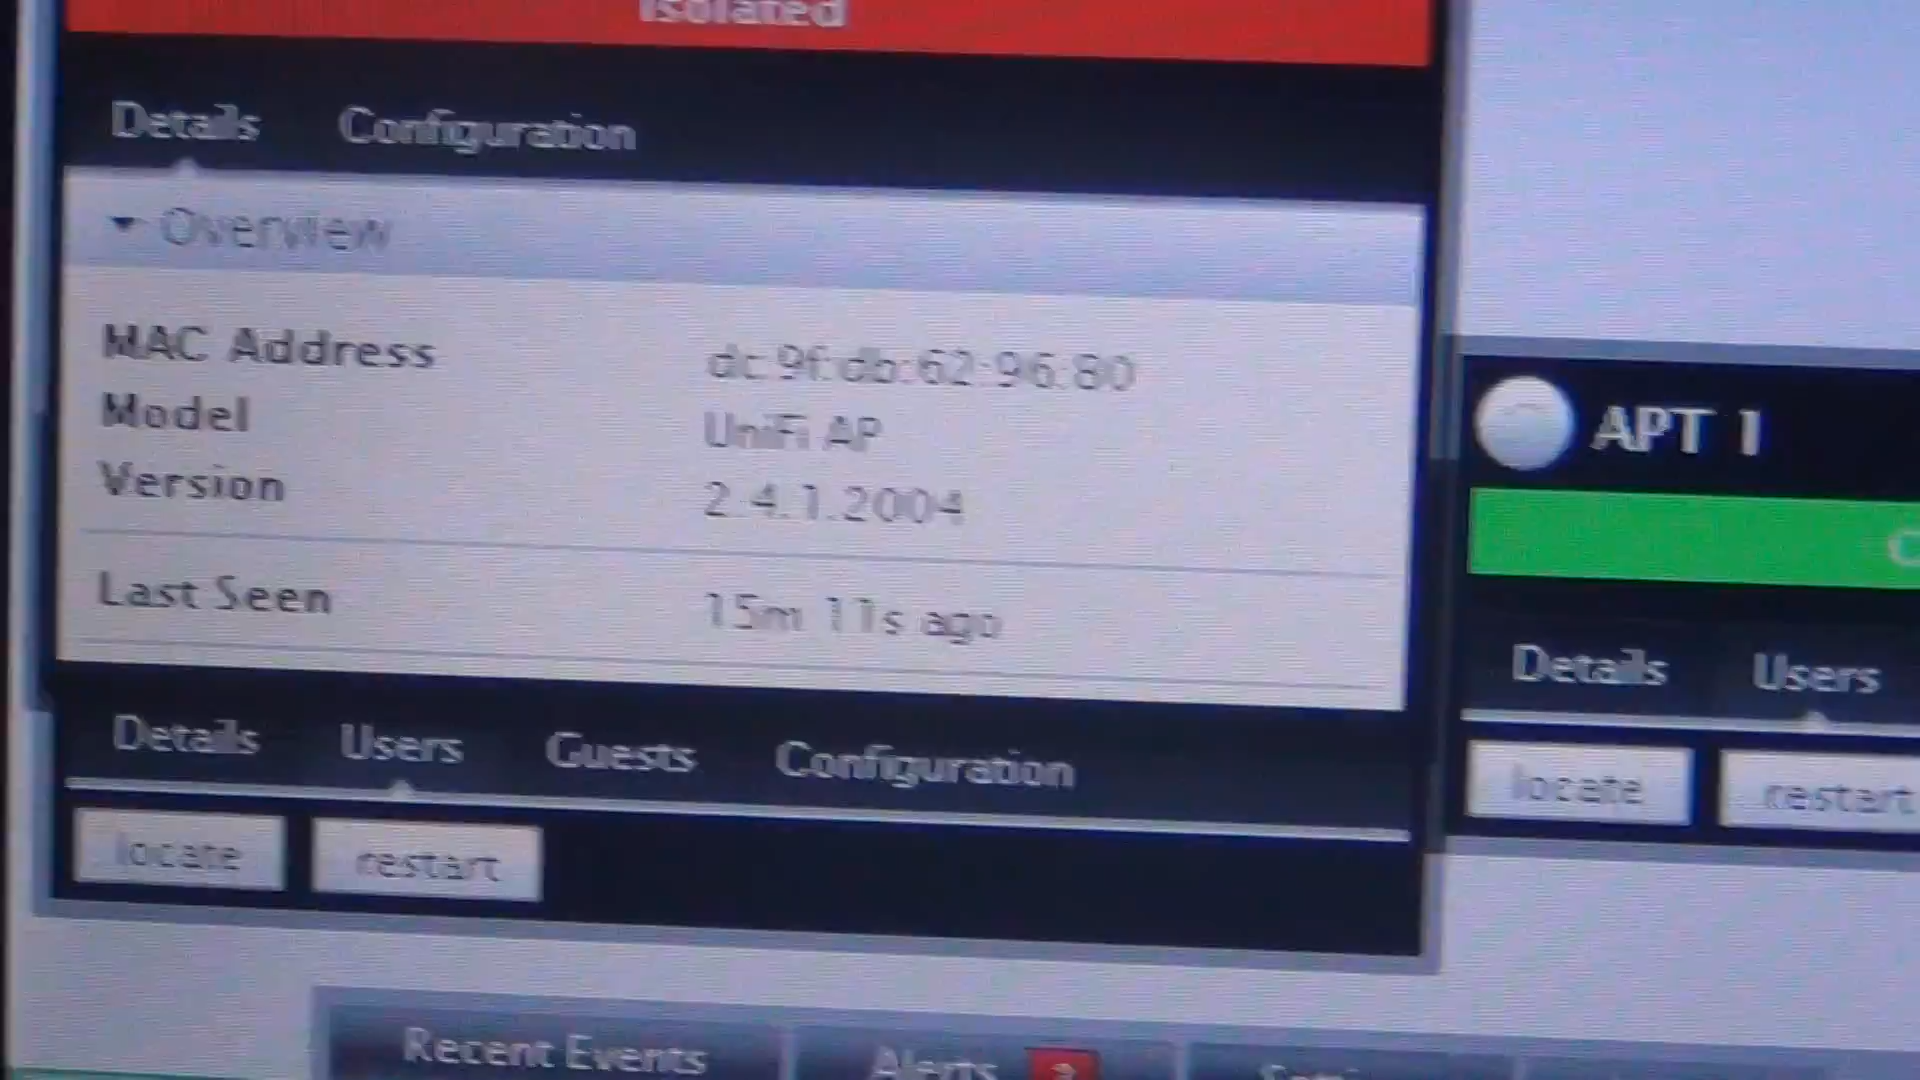 Isolated
Details Configuration
Overview
MAC Address dc:9f:db:62:96:80
Model UniFi AP
Version 2.4.1.2004
Last Seen 15m 11s ago
Details Users Guests Configuration
locate restart
APT 1
C
Details Users
locate restart
Recent Events Alerts